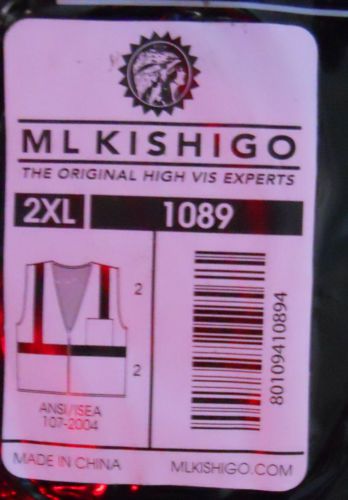 ML KISHIGO
THE ORIGINAL HIGH VIS EXPERTS
2XL 1089
2
2
ANSI/ISEA
107-2004
80109410894
MADE IN CHINA MLKISHIGO.COM